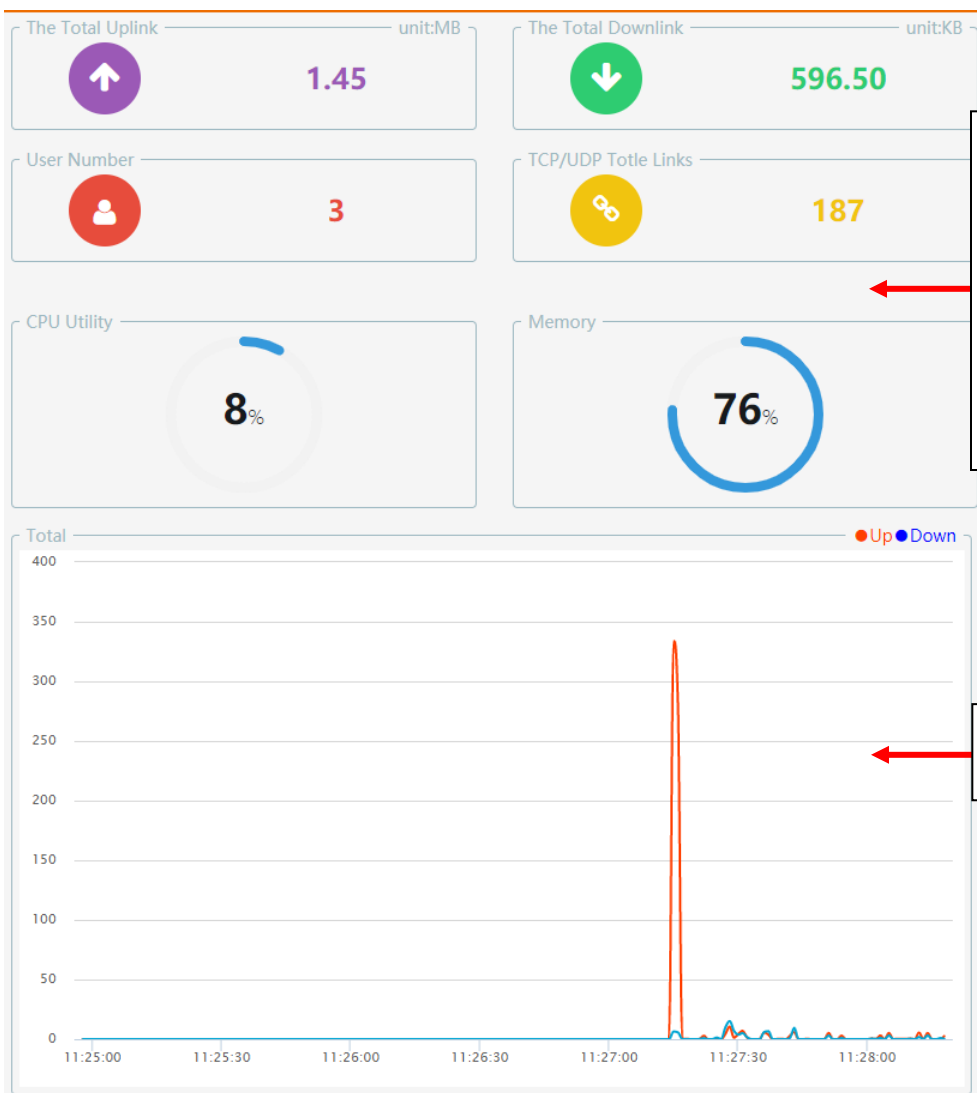 The Total Uplink unit:MB
1.45
The Total Downlink unit:KB
596.50
User Number
3
TCP/UDP Totle Links
187
CPU Utility
8%
Memory
76%
Total Up Down
400
350
300
250
200
150
100
50
0
11:25:00 11:25:30 11:26:00 11:26:30 11:27:00 11:27:30 11:28:00